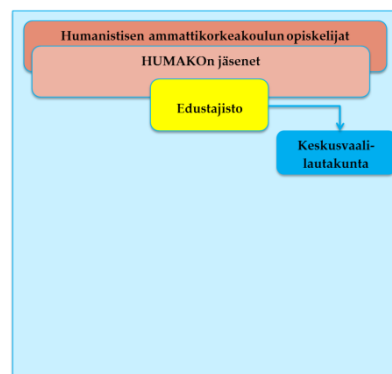 Humanistisen ammattikorkeakoulun opiskelijat
HUMAKOn jäsenet
Edustajisto
Keskusvaali-
lautakunta